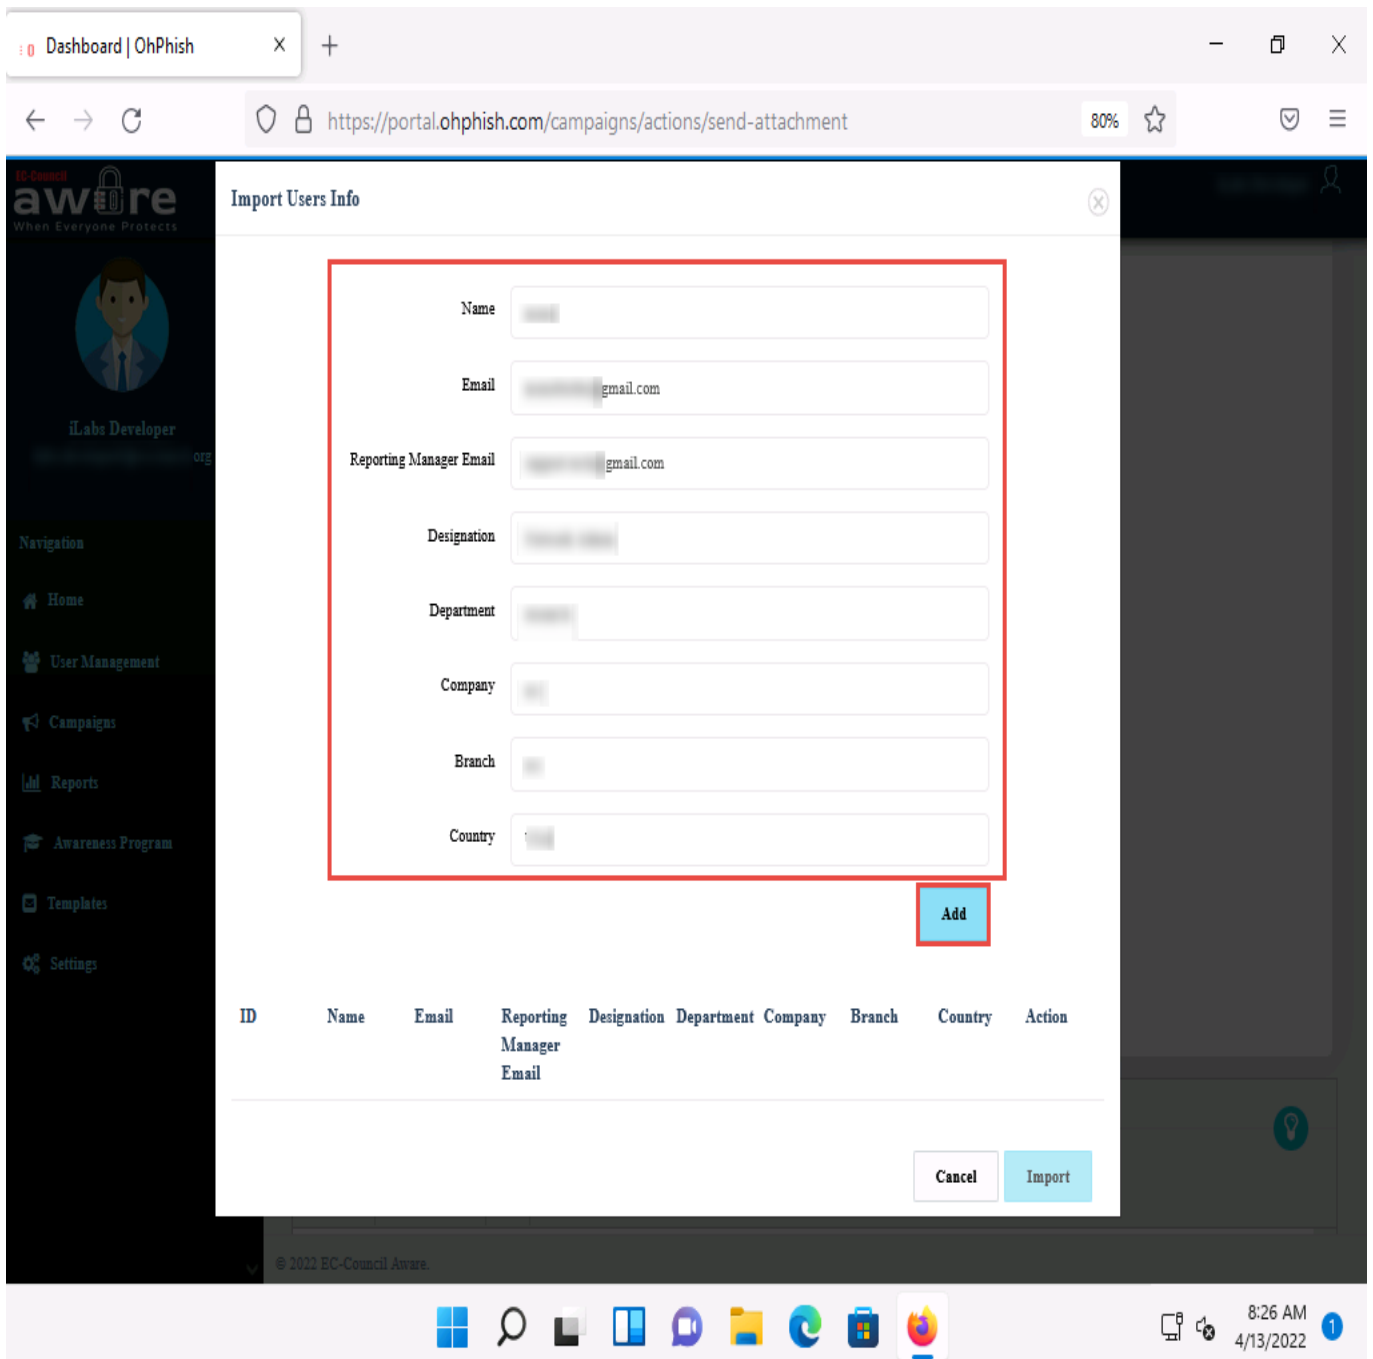 Dashboard | OhPhish
https://portal.ohphish.com/campaigns/actions/send-attachment
80%
EC-Council
aware
When Everyone Protects
iLabs Developer
org
Navigation
Home
User Management
Campaigns
Reports
Awareness Program
Templates
Settings
Import Users Info
Name
Email
gmail.com
Reporting Manager Email
gmail.com
Designation
Department
Company
Branch
Country
Add
ID Name Email Reporting Manager Email Designation Department Company Branch Country Action
Cancel Import
© 2022 EC-Council Aware.
8:26 AM
4/13/2022
1